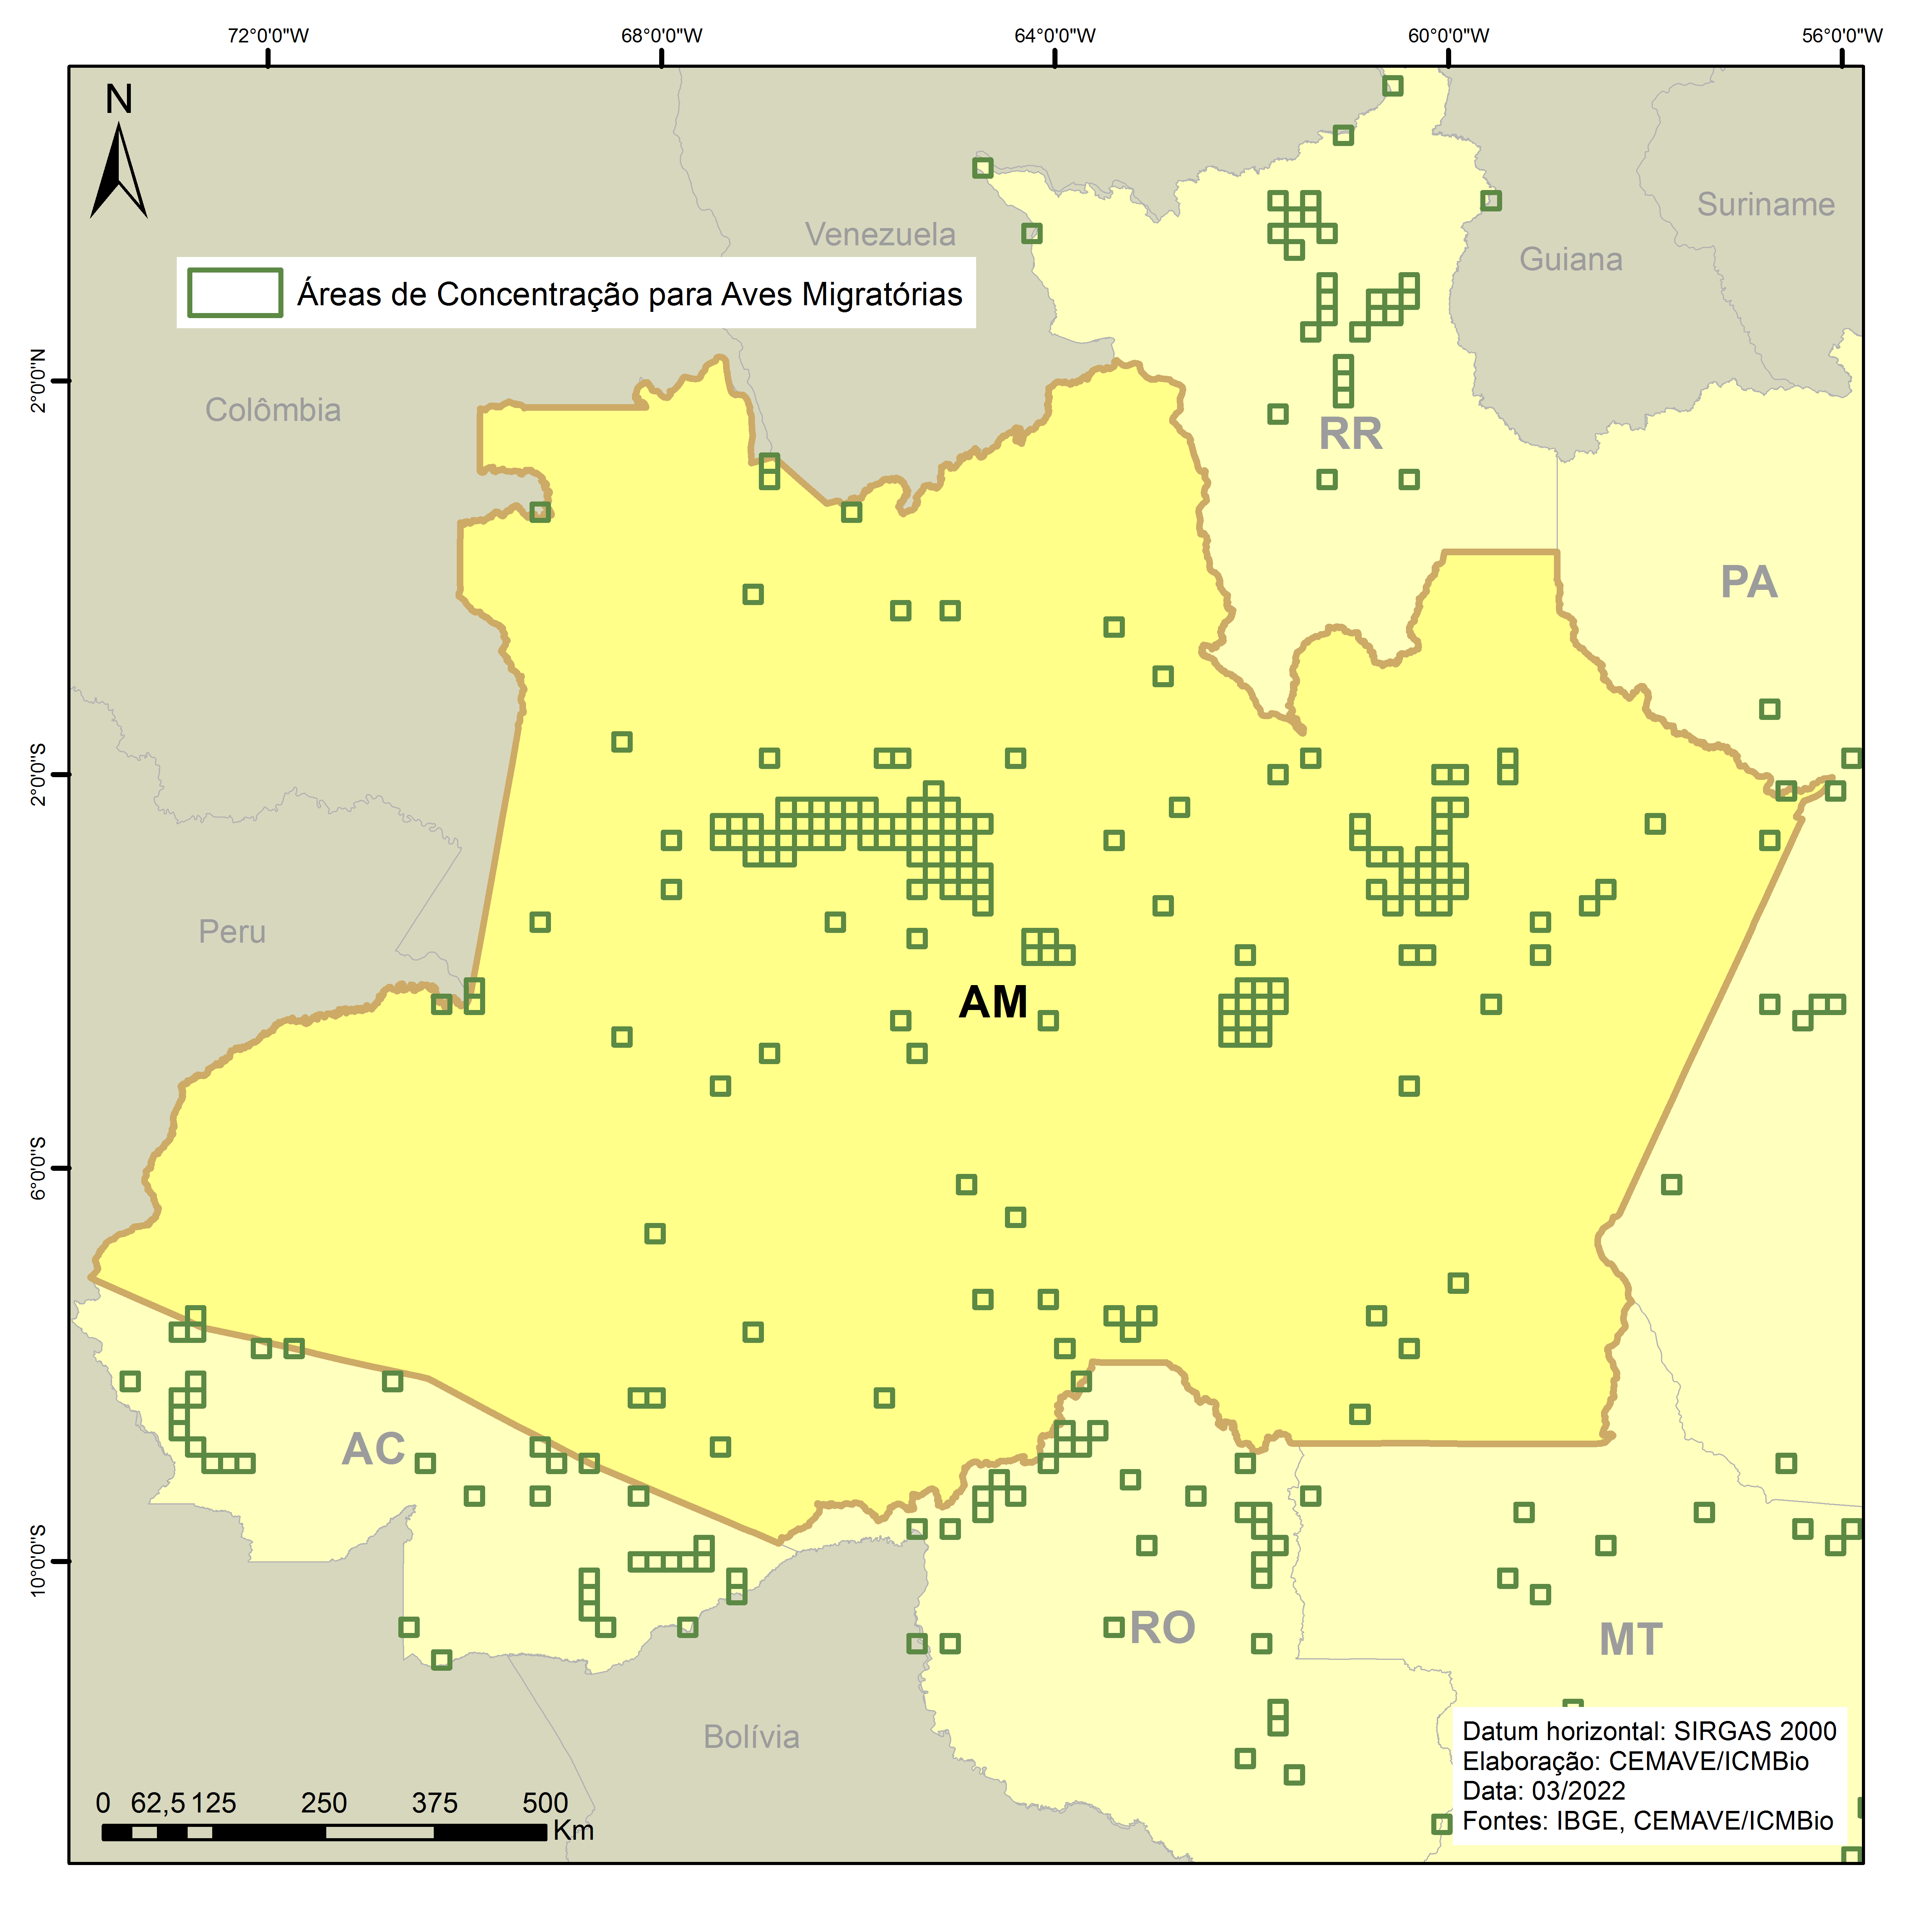 72°0'0"W 68°0'0"W 64°0'0"W 60°0'0"W 56°0'0"W
N
Suriname
Venezuela
Guiana
Áreas de Concentração para Aves Migratórias
2°0'0"N
Colômbia
RR
PA
2°0'0"S
Peru
AM
6°0'0"S
AC
10°0'0"S
RO
MT
Bolívia
Datum horizontal: SIRGAS 2000
Elaboração: CEMAVE/ICMBio
Data: 03/2022
Fontes: IBGE, CEMAVE/ICMBio
0 62,5 125 250 375 500
Km